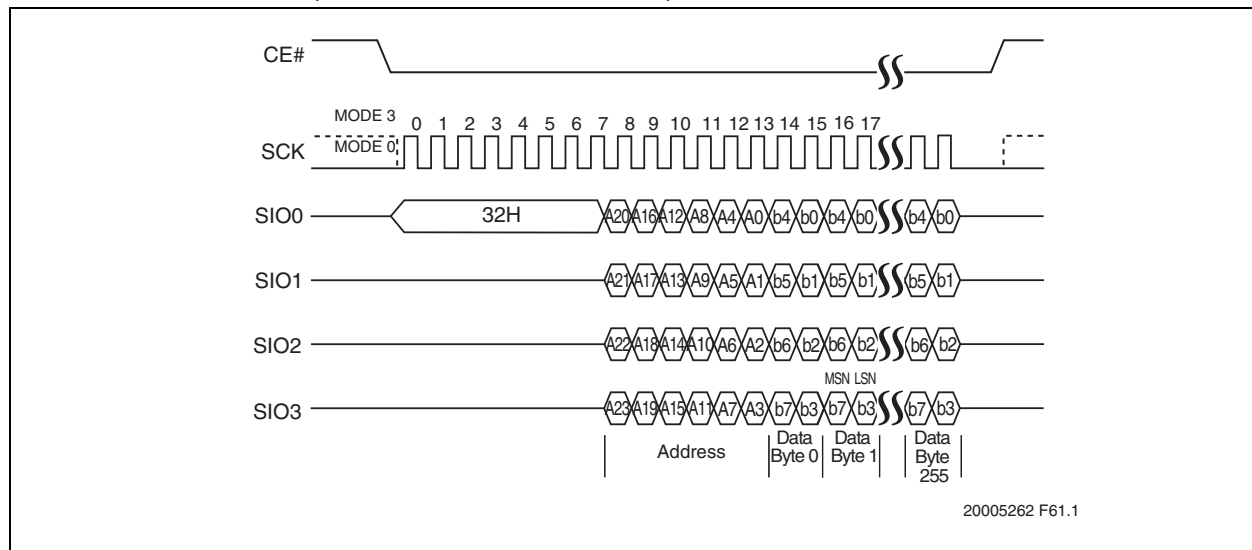 CE#
MODE 3
0 1 2 3 4 5 6 7 8 9 10 11 12 13 14 15 16 17
SCK
MODE 0
SIO0 32H A20 A16 A12 A8 A4 A0 b4 b0 b4 b0 b4 b0
SIO1 A21 A17 A13 A9 A5 A1 b5 b1 b5 b1 b5 b1
SIO2 A22 A18 A14 A10 A6 A2 b6 b2 b6 b2 b6 b2
MSN LSN
SIO3 A23 A19 A15 A11 A7 A3 b7 b3 b7 b3 b7 b3
Address
Data
Byte 0
Data
Byte 1
Data
Byte
255
20005262 F61.1